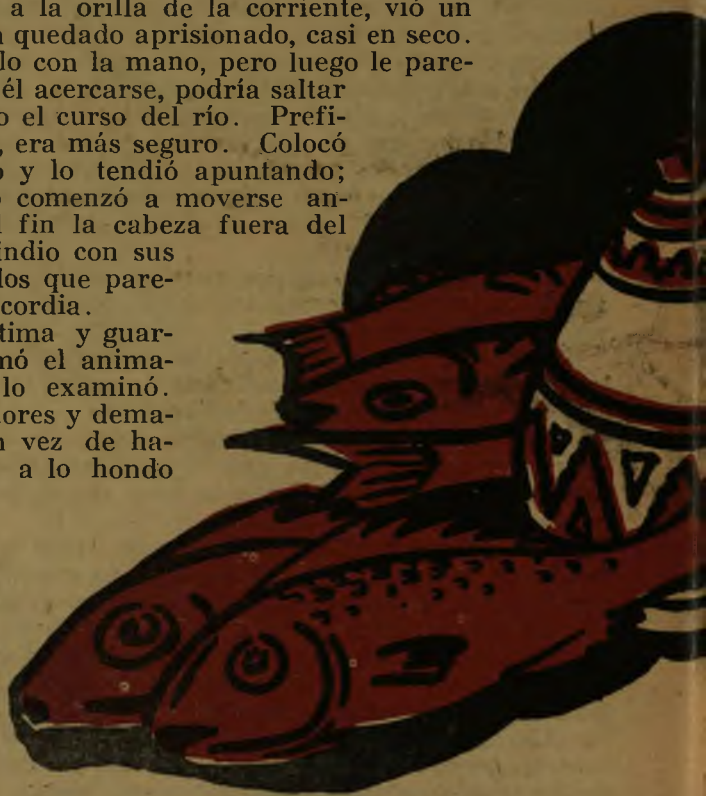 a la orilla de la corriente, vió un
quedado aprisionado, casi en seco.
lo con la mano, pero luego le pare-
él acercarse, podría saltar
o el curso del río. Prefi-
, era más seguro. Colocó
o y lo tendió apuntando;
o comenzó a moverse an-
l fin la cabeza fuera del
indio con sus
los que pare-
cordia.
tima y guar-
mó el anima-
lo examinó.
lores y dema-
n vez de ha-
a lo hondo